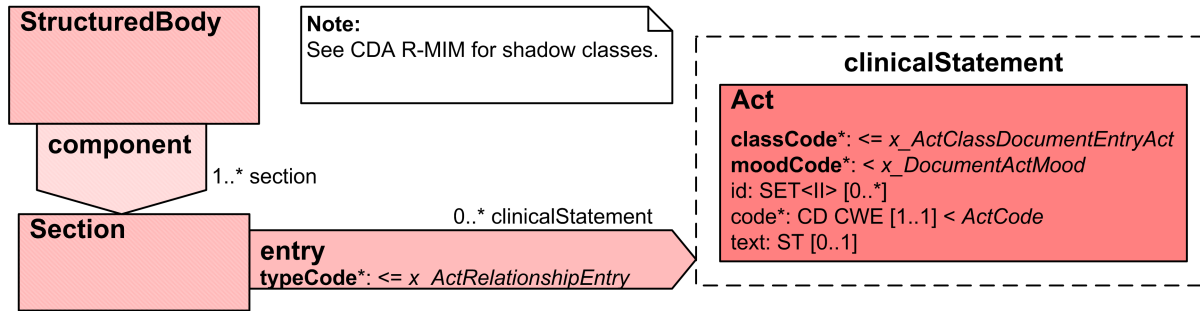 StructuredBody
component
1..* section
Section
Note:
See CDA R-MIM for shadow classes.
0..* clinicalStatement
entry
typeCode*: <= x_ActRelationshipEntry
clinicalStatement
Act
classCode*: <= x_ActClassDocumentEntryAct
moodCode*: < x_DocumentActMood
id: SET<II> [0..*]
code*: CD CWE [1..1] < ActCode
text: ST [0..1]